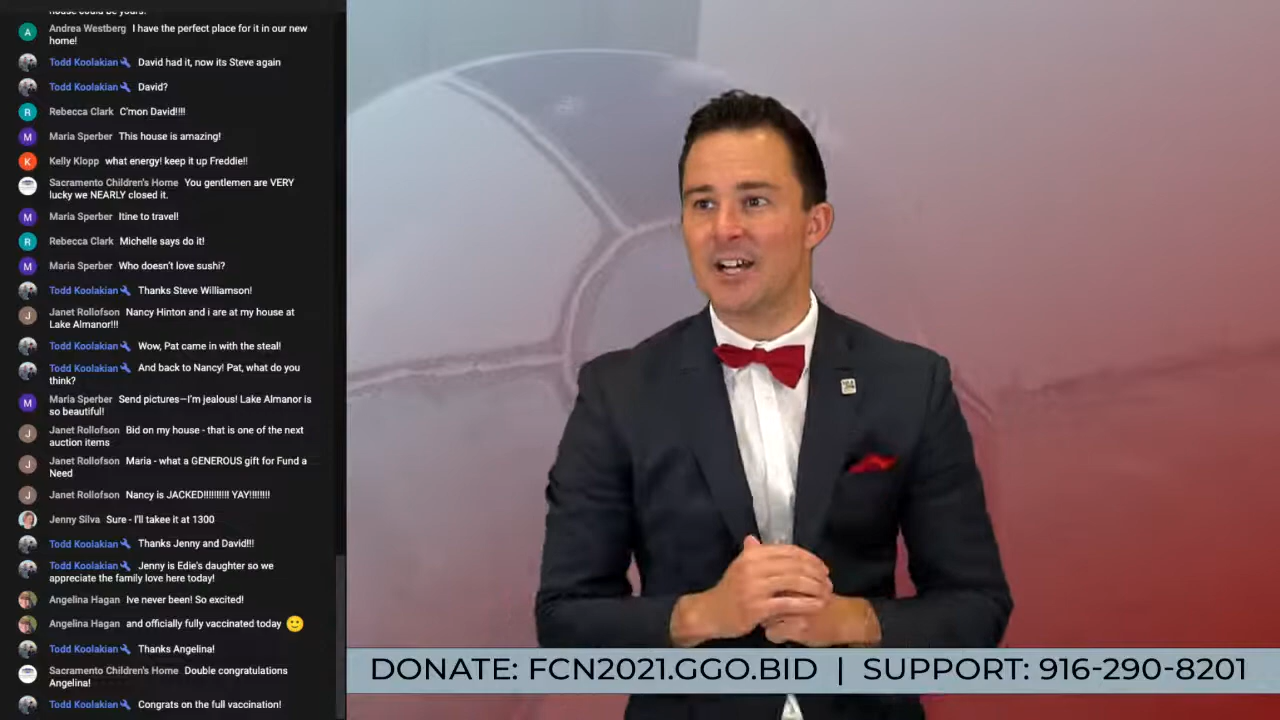 house could be yours.
Andrea Westberg I have the perfect place for it in our new
home!
Todd Koolakian David had it, now its Steve again
Todd Koolakian David?
R Rebecca Clark C'mon David!!!!
M Maria Sperber This house is amazing!
K Kelly Klopp what energy! keep it up Freddie!!
Sacramento Children's Home You gentlemen are VERY
lucky we NEARLY closed it.
M Maria Sperber Itine to travel!
R Rebecca Clark Michelle says do it!
M Maria Sperber Who doesn't love sushi?
Todd Koolakian Thanks Steve Williamson!
J Janet Rollofson Nancy Hinton and i are at my house at
Lake Almanor!!!
Todd Koolakian Wow, Pat came in with the steal!
Todd Koolakian And back to Nancy! Pat, what do you
think?
M Maria Sperber Send pictures—I'm jealous! Lake Almanor is
so beautiful!
J Janet Rollofson Bid on my house - that is one of the next
auction items
J Janet Rollofson Maria - what a GENEROUS gift for Fund a
Need
J Janet Rollofson Nancy is JACKED!!!!!!!!!! YAY!!!!!!!!
Jenny Silva Sure - I'll takee it at 1300
Todd Koolakian Thanks Jenny and David!!!
Todd Koolakian Jenny is Edie's daughter so we
appreciate the family love here today!
Angelina Hagan Ive never been! So excited!
Angelina Hagan and officially fully vaccinated today 🙂
Todd Koolakian Thanks Angelina!
Sacramento Children's Home Double congratulations
Angelina!
Todd Koolakian Congrats on the full vaccination!
DONATE: FCN2021.GGO.BID | SUPPORT: 916-290-8201